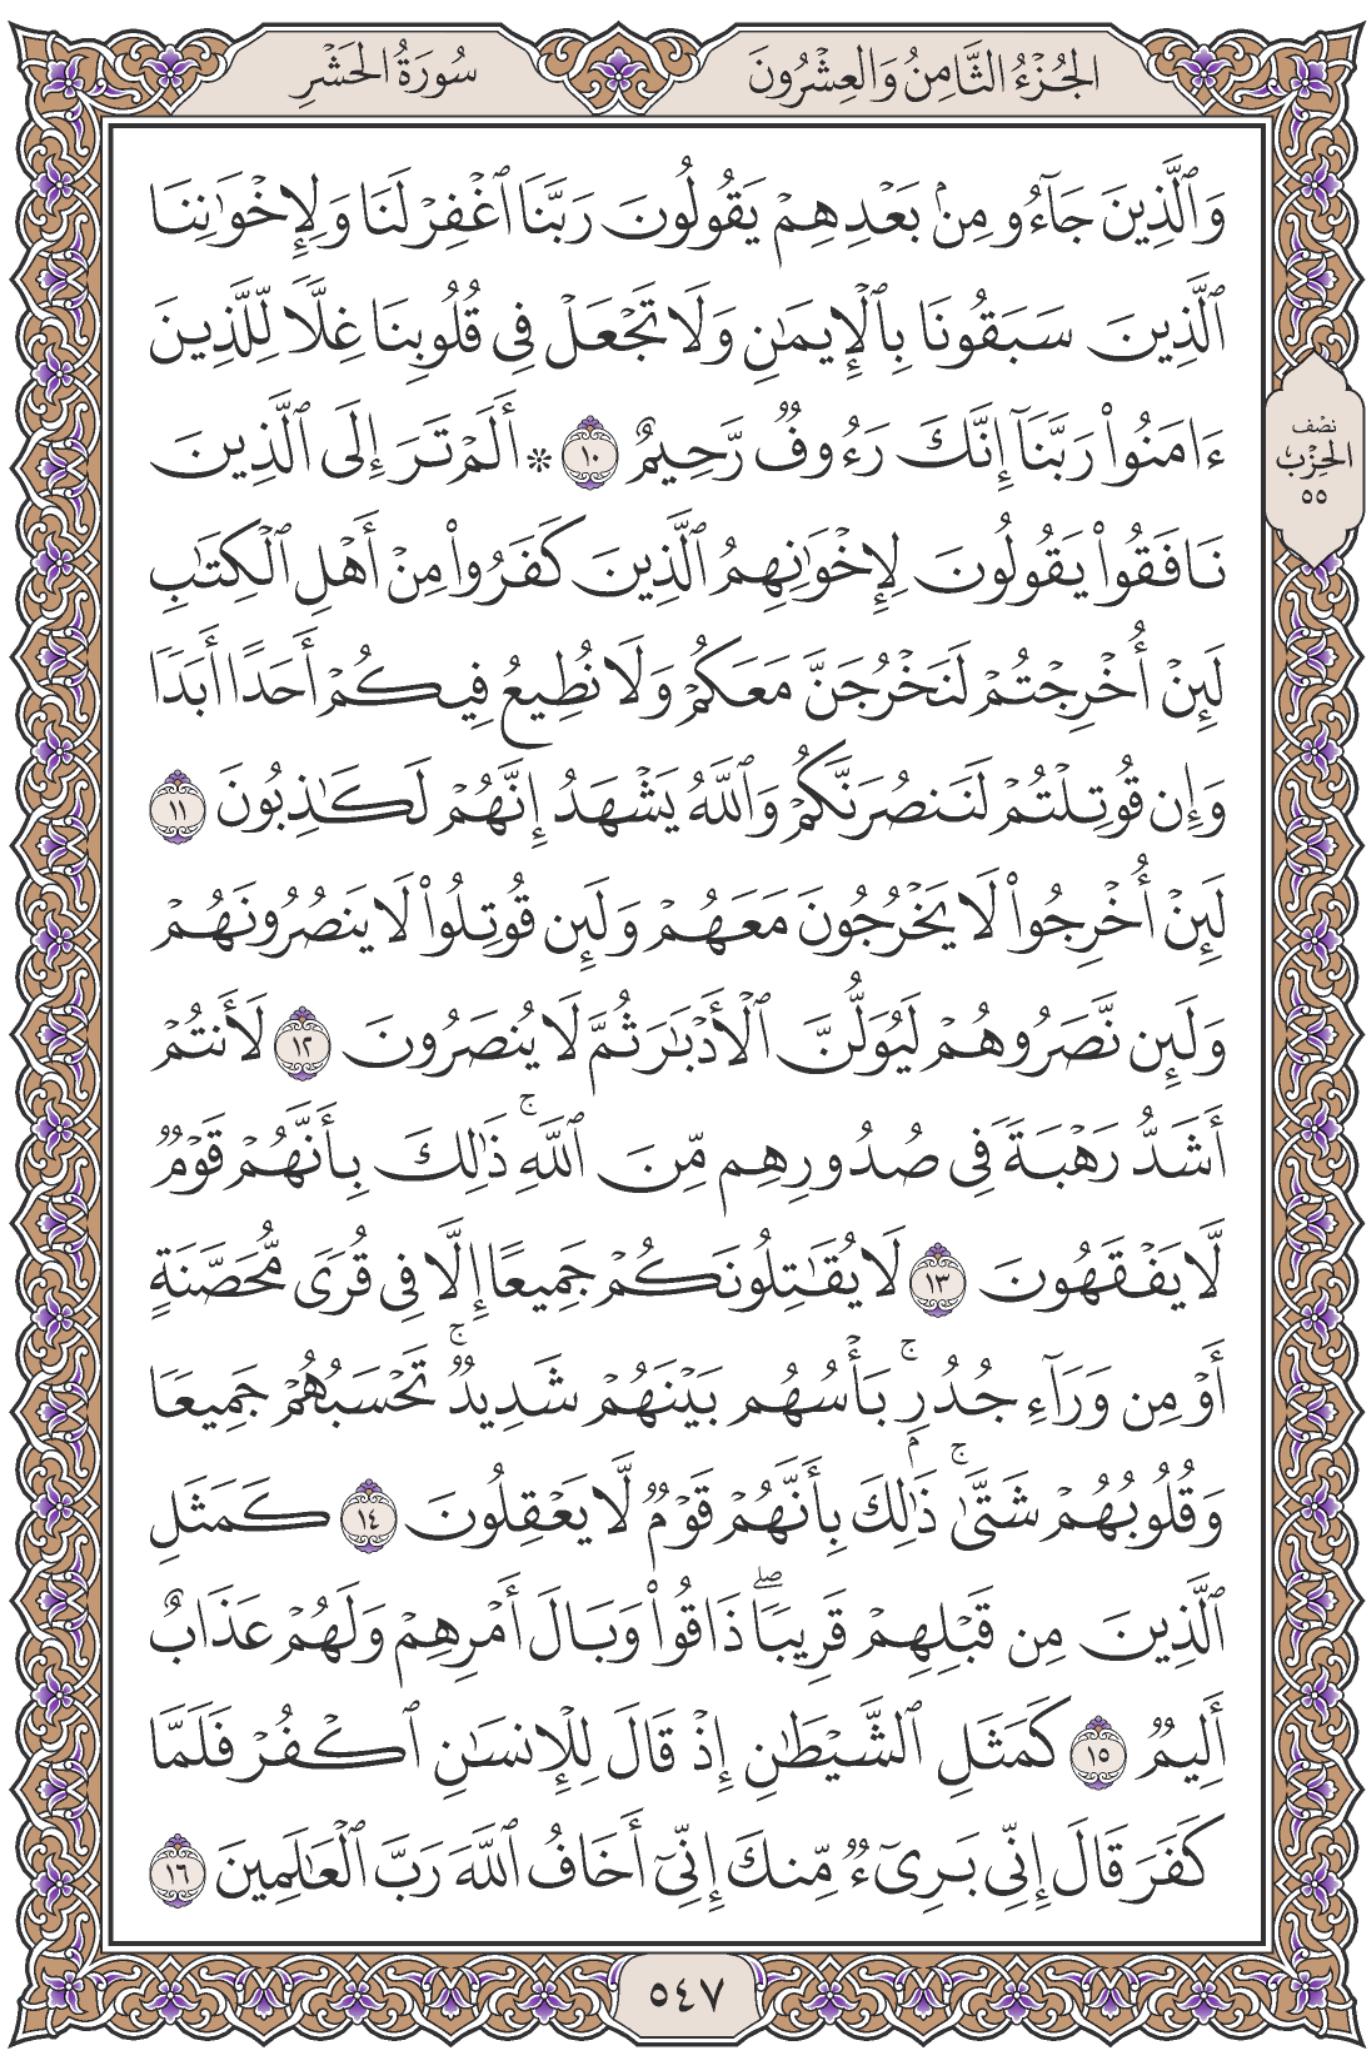 الجُزْءُ الثَّامِنُ وَالعِشْرُونَ
سُورَةُ الحَشْرِ
وَٱلَّذِينَ جَآءُو مِنۢ بَعْدِهِمْ يَقُولُونَ رَبَّنَا ٱغْفِرْ لَنَا وَلِإِخْوَٰنِنَا
ٱلَّذِينَ سَبَقُونَا بِٱلْإِيمَـٰنِ وَلَا تَجْعَلْ فِى قُلُوبِنَا غِلًّا لِّلَّذِينَ
ءَامَنُوا۟ رَبَّنَآ إِنَّكَ رَءُوفٌ رَّحِيمٌ ١٠ ۞ أَلَمْ تَرَ إِلَى ٱلَّذِينَ
نَافَقُوا۟ يَقُولُونَ لِإِخْوَٰنِهِمُ ٱلَّذِينَ كَفَرُوا۟ مِنْ أَهْلِ ٱلْكِتَـٰبِ
لَئِنْ أُخْرِجْتُمْ لَنَخْرُجَنَّ مَعَكُمْ وَلَا نُطِيعُ فِيكُمْ أَحَدًا أَبَدًا
وَإِن قُوتِلْتُمْ لَنَنصُرَنَّكُمْ وَٱللَّهُ يَشْهَدُ إِنَّهُمْ لَكَـٰذِبُونَ ١١
لَئِنْ أُخْرِجُوا۟ لَا يَخْرُجُونَ مَعَهُمْ وَلَئِن قُوتِلُوا۟ لَا يَنصُرُونَهُمْ
وَلَئِن نَّصَرُوهُمْ لَيُوَلُّنَّ ٱلْأَدْبَـٰرَ ثُمَّ لَا يُنصَرُونَ ١٢ لَأَنتُمْ
أَشَدُّ رَهْبَةً فِى صُدُورِهِم مِّنَ ٱللَّهِ ۚ ذَٰلِكَ بِأَنَّهُمْ قَوْمٌ
لَّا يَفْقَهُونَ ١٣ لَا يُقَـٰتِلُونَكُمْ جَمِيعًا إِلَّا فِى قُرًى مُّحَصَّنَةٍ
أَوْ مِن وَرَآءِ جُدُرٍۭ ۚ بَأْسُهُم بَيْنَهُمْ شَدِيدٌ ۚ تَحْسَبُهُمْ جَمِيعًا
وَقُلُوبُهُمْ شَتَّىٰ ۚ ذَٰلِكَ بِأَنَّهُمْ قَوْمٌ لَّا يَعْقِلُونَ ١٤ كَمَثَلِ
ٱلَّذِينَ مِن قَبْلِهِمْ قَرِيبًا ۖ ذَاقُوا۟ وَبَالَ أَمْرِهِمْ وَلَهُمْ عَذَابٌ
أَلِيمٌ ١٥ كَمَثَلِ ٱلشَّيْطَـٰنِ إِذْ قَالَ لِلْإِنسَـٰنِ ٱكْفُرْ فَلَمَّا
كَفَرَ قَالَ إِنِّى بَرِىٓءٌ مِّنكَ إِنِّىٓ أَخَافُ ٱللَّهَ رَبَّ ٱلْعَـٰلَمِينَ ١٦
نصْف
الحِزْب
٥٥
٥٤٧